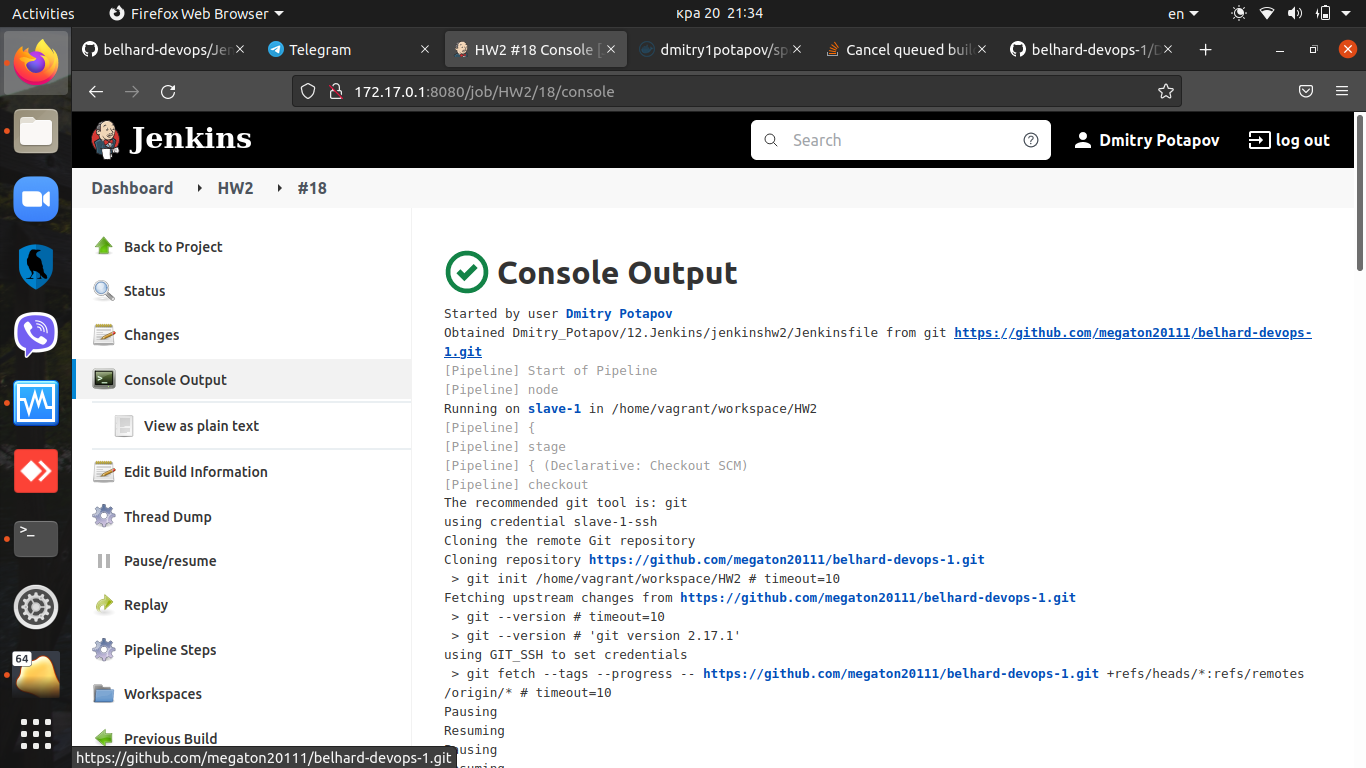 Activities
Firefox Web Browser
кра 20 21:34
en
belhard-devops/Jer
Telegram
HW2 #18 Console [
dmitry1potapov/sp
Cancel queued buil
belhard-devops-1/D
172.17.0.1:8080/job/HW2/18/console
Jenkins
Search
Dmitry Potapov
log out
Dashboard
HW2
#18
Back to Project
Status
Changes
Console Output
View as plain text
Edit Build Information
Thread Dump
Pause/resume
Replay
Pipeline Steps
Workspaces
Previous Build
64
https://github.com/megaton20111/belhard-devops-1.git
Console Output
Started by user Dmitry Potapov
Obtained Dmitry_Potapov/12.Jenkins/jenkinshw2/Jenkinsfile from git https://github.com/megaton20111/belhard-devops-
1.git
[Pipeline] Start of Pipeline
[Pipeline] node
Running on slave-1 in /home/vagrant/workspace/HW2
[Pipeline] {
[Pipeline] stage
[Pipeline] { (Declarative: Checkout SCM)
[Pipeline] checkout
The recommended git tool is: git
using credential slave-1-ssh
Cloning the remote Git repository
Cloning repository https://github.com/megaton20111/belhard-devops-1.git
 > git init /home/vagrant/workspace/HW2 # timeout=10
Fetching upstream changes from https://github.com/megaton20111/belhard-devops-1.git
 > git --version # timeout=10
 > git --version # 'git version 2.17.1'
using GIT_SSH to set credentials
 > git fetch --tags --progress -- https://github.com/megaton20111/belhard-devops-1.git +refs/heads/*:refs/remotes
/origin/* # timeout=10
Pausing
Resuming
Pausing